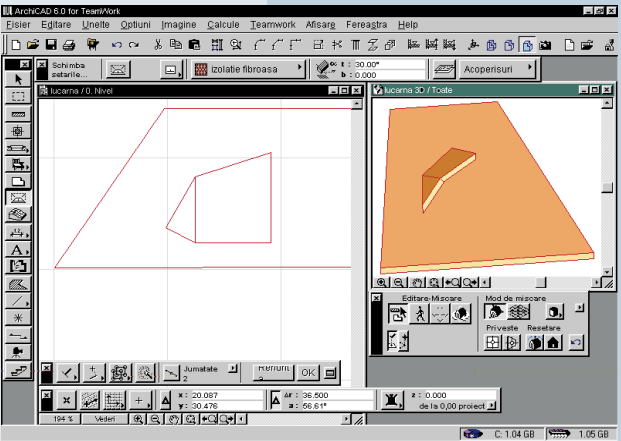 ArchiCAD 6.0 for TeamWork
Eisier Editare Unelte Optiuni Imagine Calcule Teamwork Afisare Fereastra Help
Schimba
setarile...
izolatie fibroasa
α t : 30.00°
b : 0.000
Acoperisuri
lucarna / 0. Nivel
lucarna 3D / Toate
Editare-Miscare
Mod de miscare
Priveste Resetare
Jumatate
2
OK
x : 20.087
y : 30.476
Δr : 36.500
a : 56.61°
z : 0.000
de la 0,00 proiect
194 % Vederi
C: 1.04 GB
1.05 GB